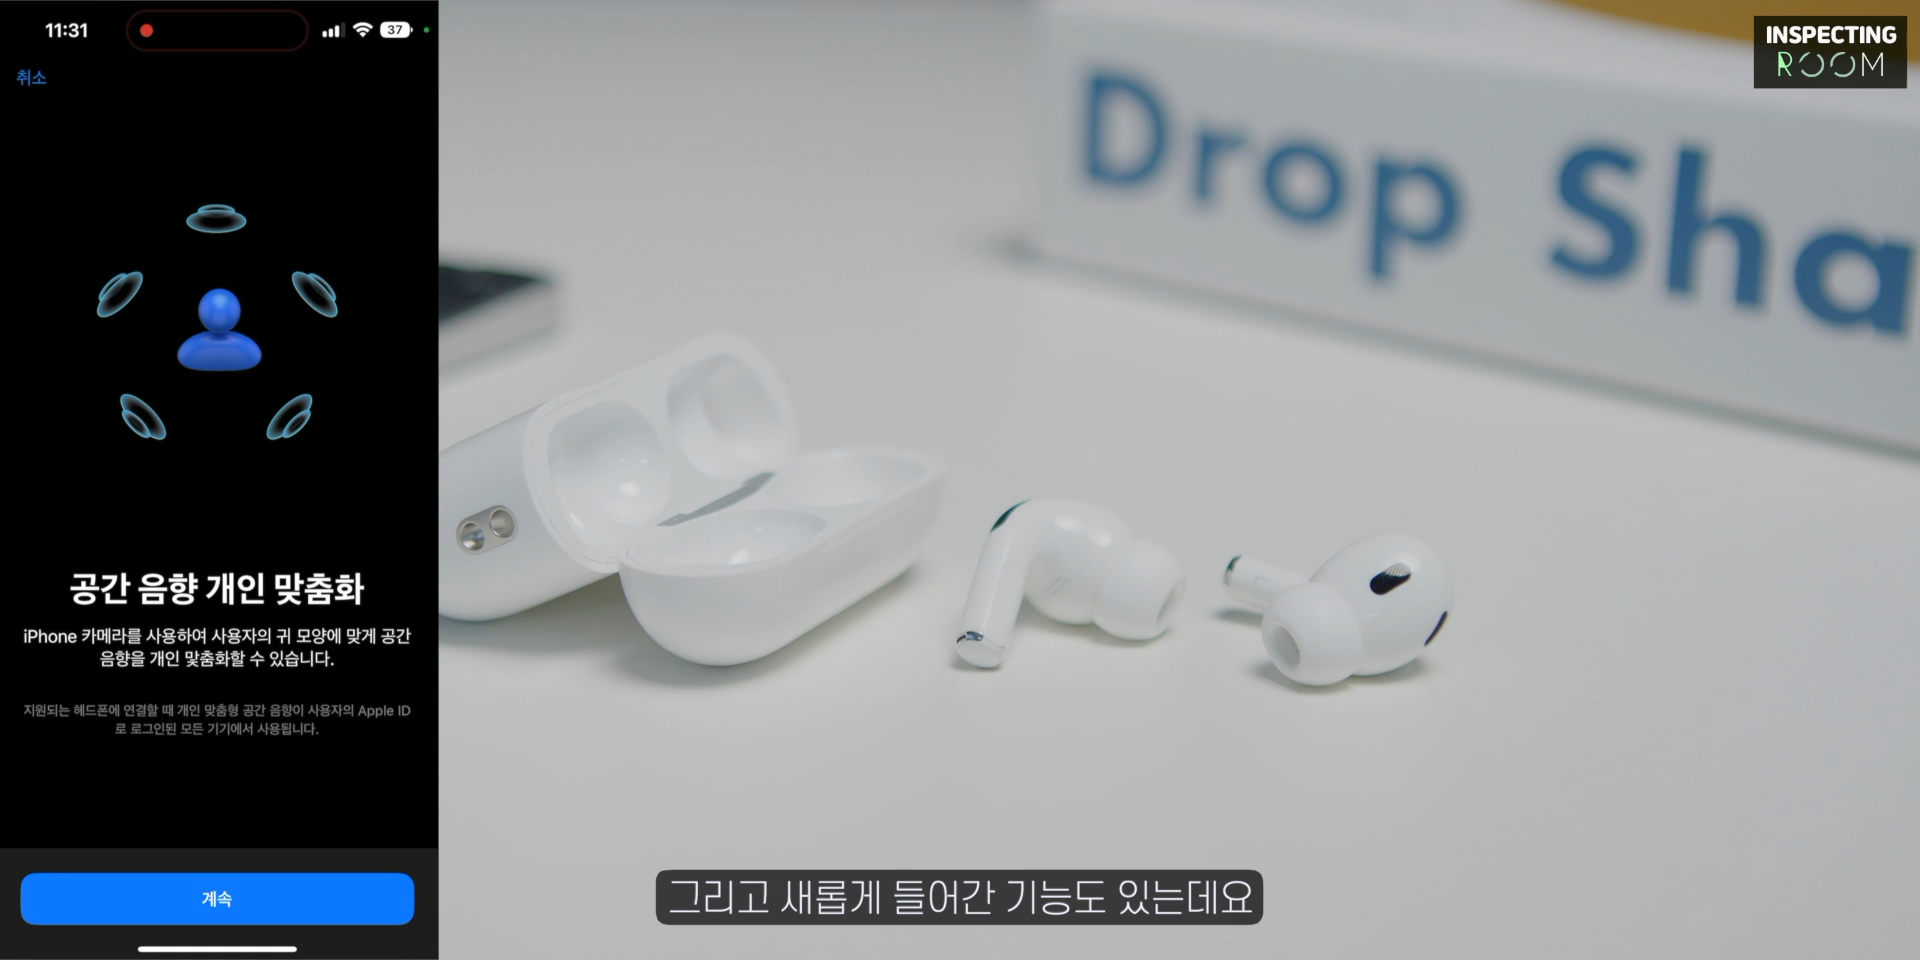 11:31
37
취소
공간 음향 개인 맞춤화
iPhone 카메라를 사용하여 사용자의 귀 모양에 맞게 공간
음향을 개인 맞춤화할 수 있습니다.
지원되는 헤드폰에 연결할 때 개인 맞춤형 공간 음향이 사용자의 Apple ID
로 로그인된 모든 기기에서 사용됩니다.
계속
Drop Sha
INSPECTING
ROOM
그리고 새롭게 들어간 기능도 있는데요